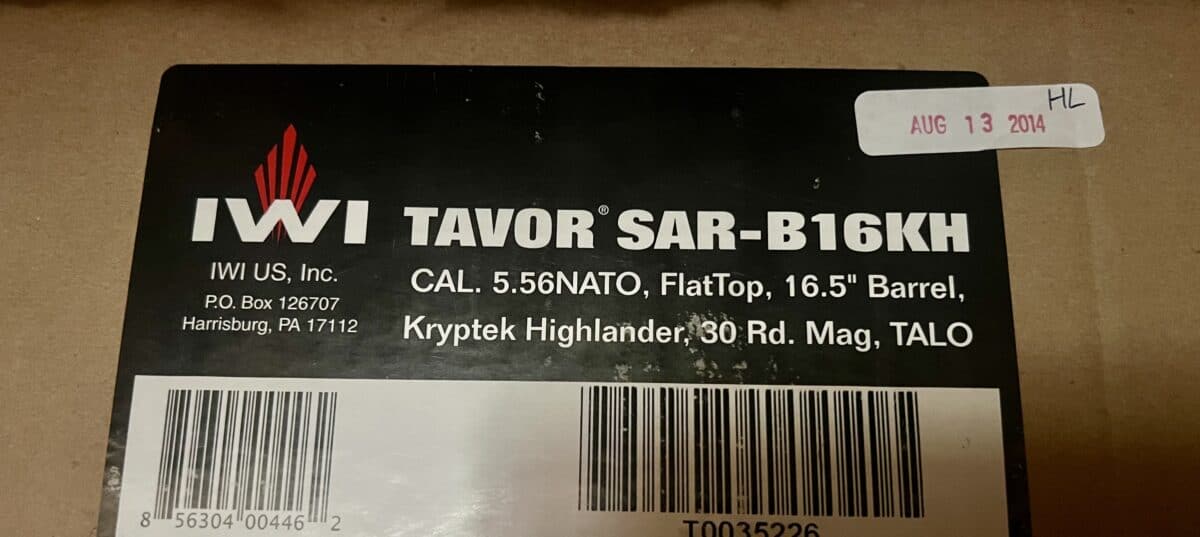 HL
AUG 13 2014
IWI
TAVOR® SAR-B16KH
IWI US, Inc.
P.O. Box 126707
Harrisburg, PA 17112
CAL. 5.56NATO, FlatTop, 16.5" Barrel,
Kryptek Highlander, 30 Rd. Mag, TALO
8 56304 00446 2
T0035226